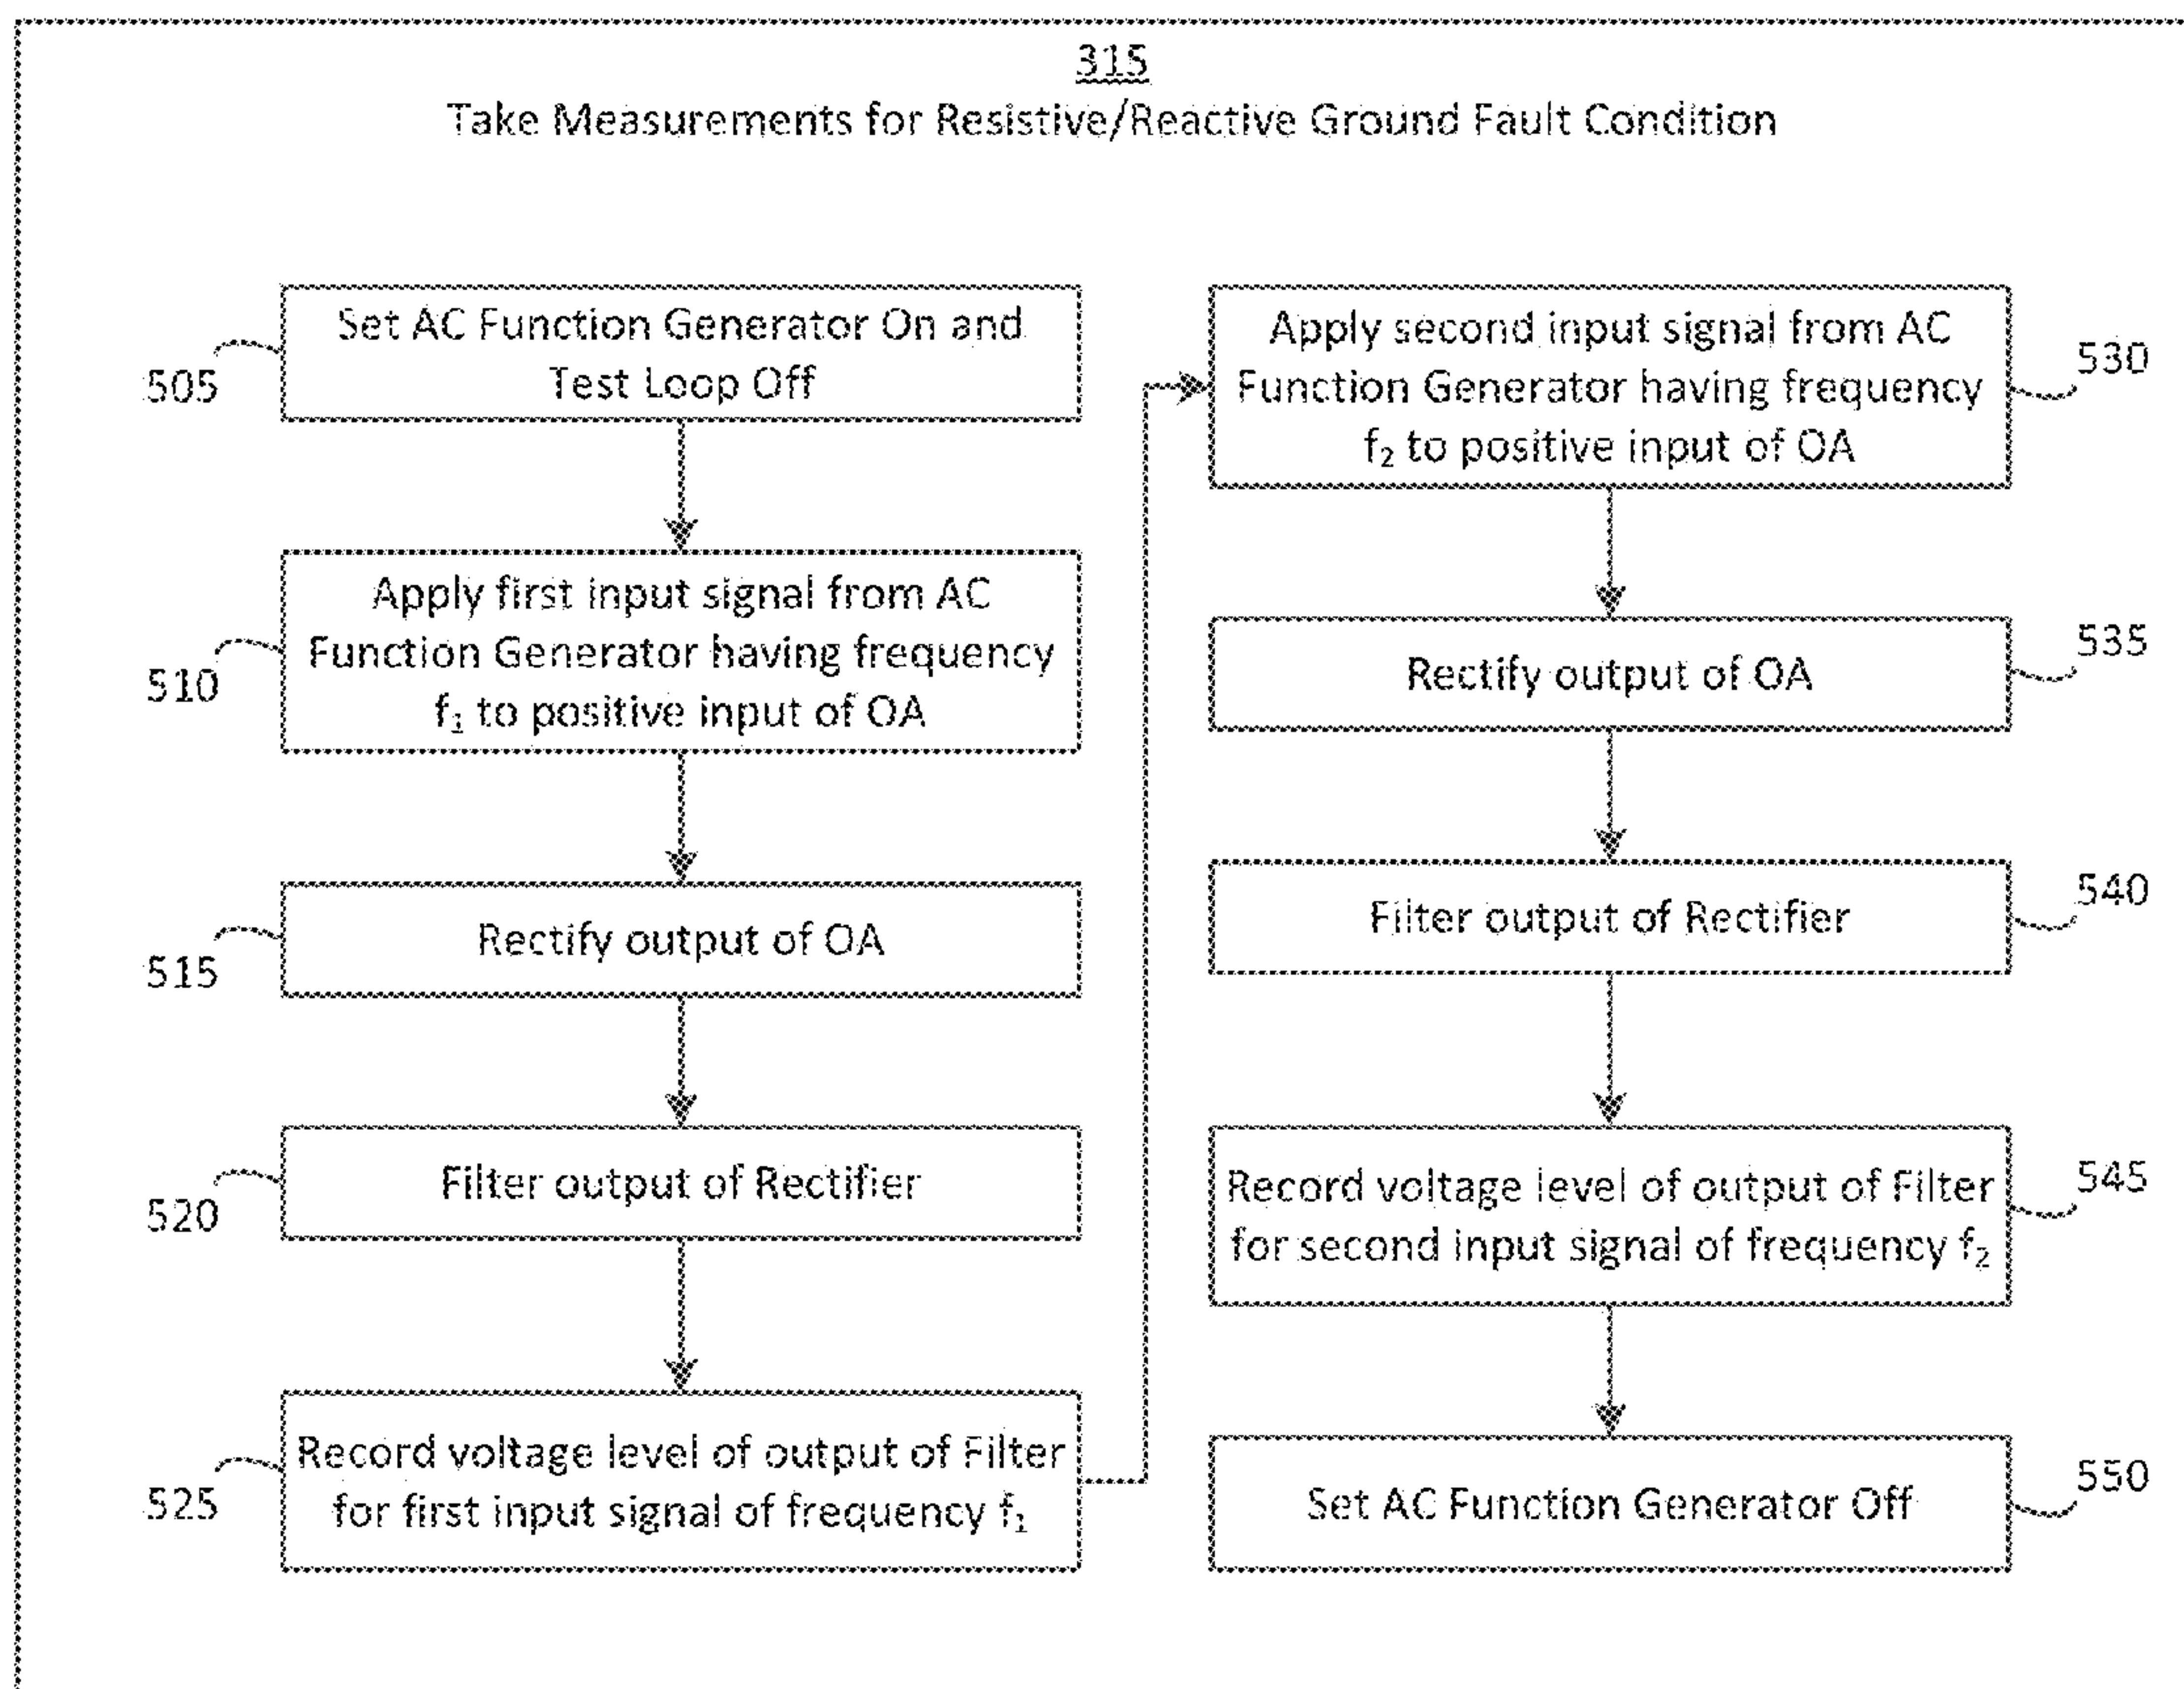 315
Take Measurements for Resistive/Reactive Ground Fault Condition
505
Set AC Function Generator On and
Test Loop Off
510
Apply first input signal from AC
Function Generator having frequency
f₁ to positive input of OA
515
Rectify output of OA
520
Filter output of Rectifier
525
Record voltage level of output of Filter
for first input signal of frequency f₁
530
Apply second input signal from AC
Function Generator having frequency
f₂ to positive input of OA
535
Rectify output of OA
540
Filter output of Rectifier
545
Record voltage level of output of Filter
for second input signal of frequency f₂
550
Set AC Function Generator Off